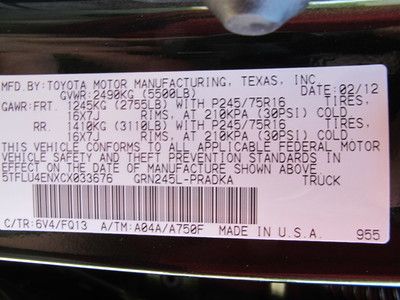 MFD.BY:TOYOTA MOTOR MANUFACTURING, TEXAS, INC.
GVWR:2490KG (5500LB) DATE:02/12
GAWR:FRT. 1245KG (2755LB) WITH P245/75R16 TIRES,
16X7J RIMS, AT 210KPA (30PSI) COLD
RR. 1410KG (3110LB) WITH P245/75R16 TIRES,
16X7J RIMS, AT 210KPA (30PSI) COLD
THIS VEHICLE CONFORMS TO ALL APPLICABLE FEDERAL MOTOR
VEHICLE SAFETY AND THEFT PREVENTION STANDARDS IN
EFFECT ON THE DATE OF MANUFACTURE SHOWN ABOVE.
5TFLU4ENXCX033676 GRN245L-PRADKA TRUCK
C/TR:6V4/FQ13 A/TM:A04A/A750F MADE IN U.S.A. 955